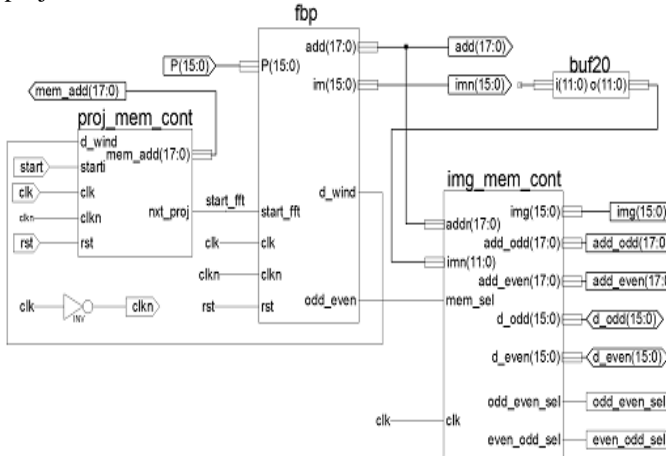 proj
fbp
add(17:0)
add(17:0)
P(15:0)
P(15:0)
im(15:0)
imn(15:0)
buf20
i(11:0) o(11:0)
mem_add(17:0)
proj_mem_cont
d_wind
mem_add(17:0)
start
starti
clk
clk
clkn
clkn
nxt_proj
rst
rst
start_fft
start_fft
d_wind
clk
clk
clkn
clkn
rst
rst
odd_even
clk
INV
clkn
img_mem_cont
addr(17:0)
imn(11:0)
mem_sel
img(15:0)
img(15:0)
add_odd(17:0)
add_odd(17:0
add_even(17:0)
add_even(17:
d_odd(15:0)
d_odd(15:0)
d_even(15:0)
d_even(15:0)
odd_even_sel
odd_even_sel
clk
clk
even_odd_sel
even_odd_sel